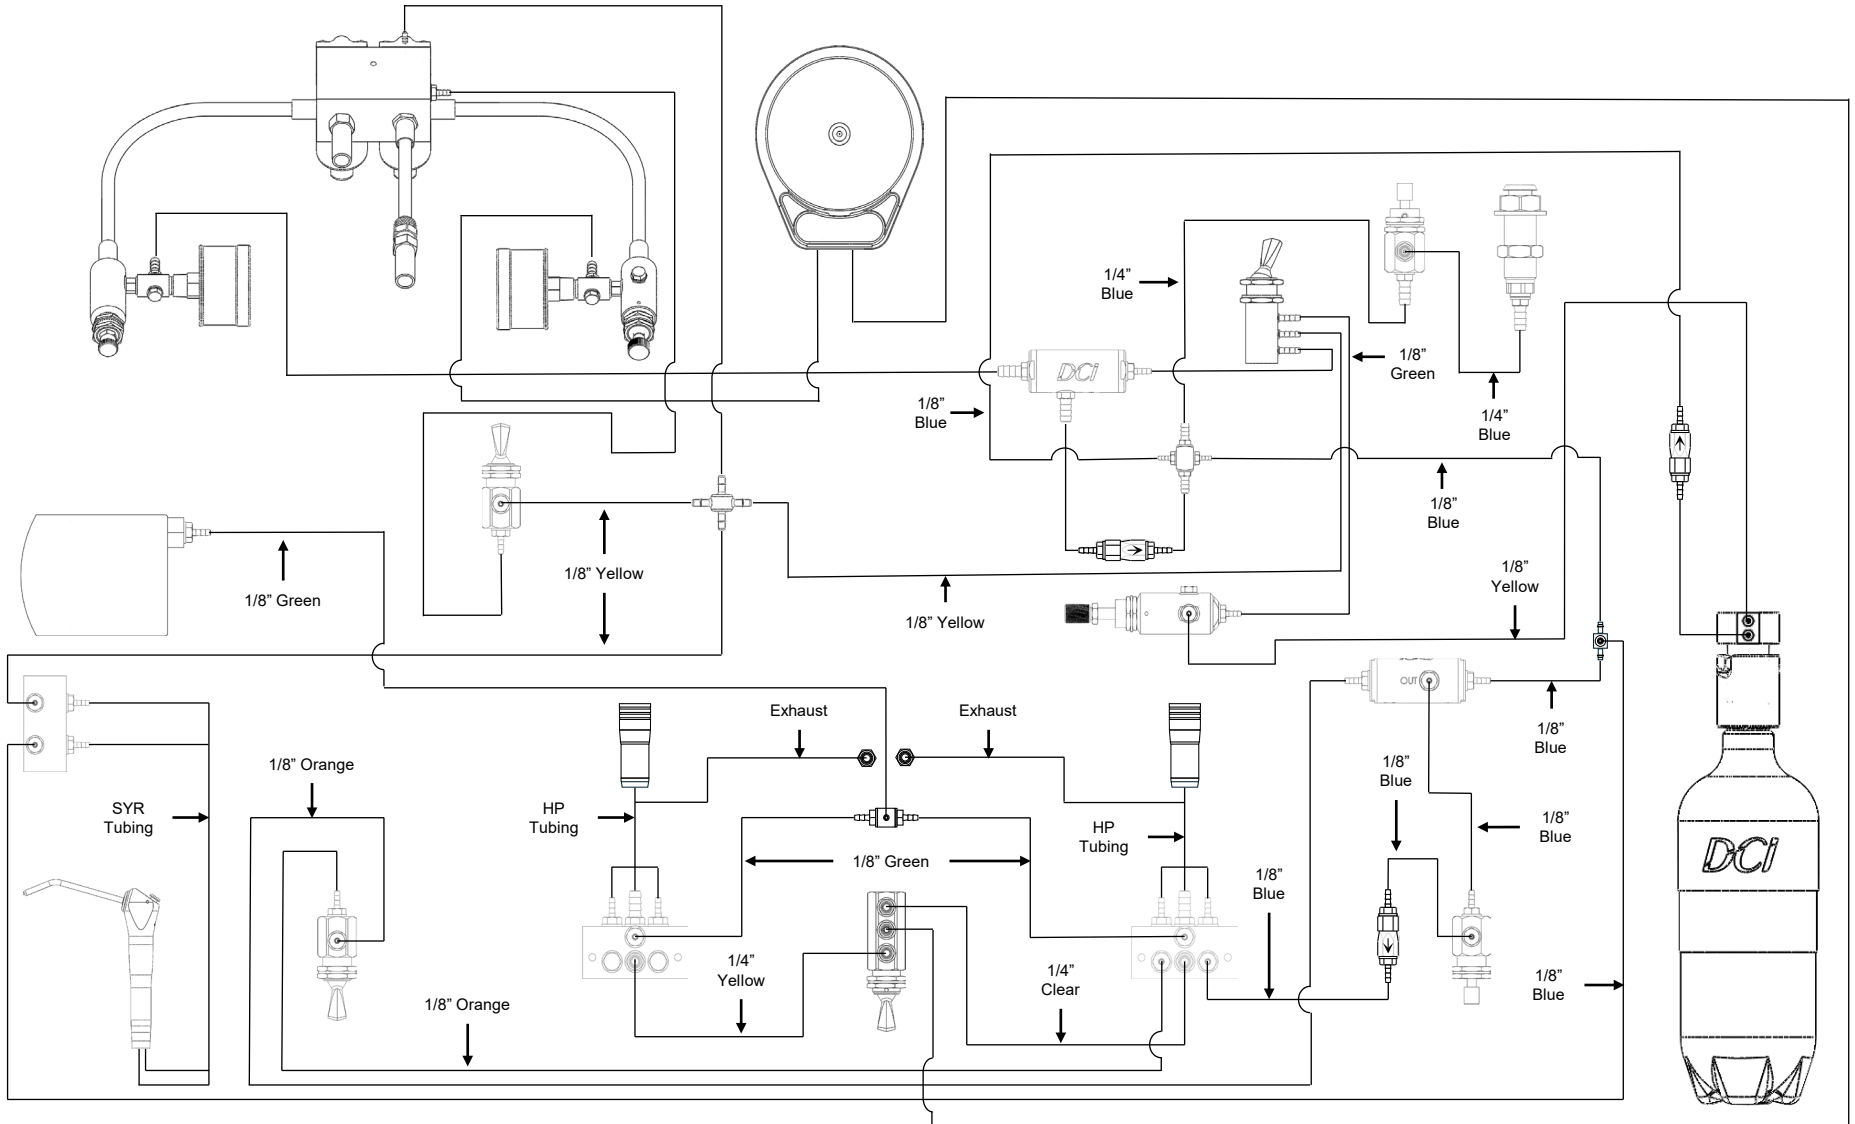 1/4"
Blue
DCi
1/8"
Green
1/8"
Blue
1/4"
Blue
1/8"
Blue
1/8" Yellow
1/8" Green
1/8" Yellow
1/8"
Yellow
OUT
Exhaust
Exhaust
1/8"
Blue
1/8" Orange
1/8"
Blue
SYR
Tubing
HP
Tubing
HP
Tubing
1/8"
Blue
DCi
1/8" Green
1/8"
Blue
1/4"
Yellow
1/4"
Clear
1/8"
Blue
1/8" Orange